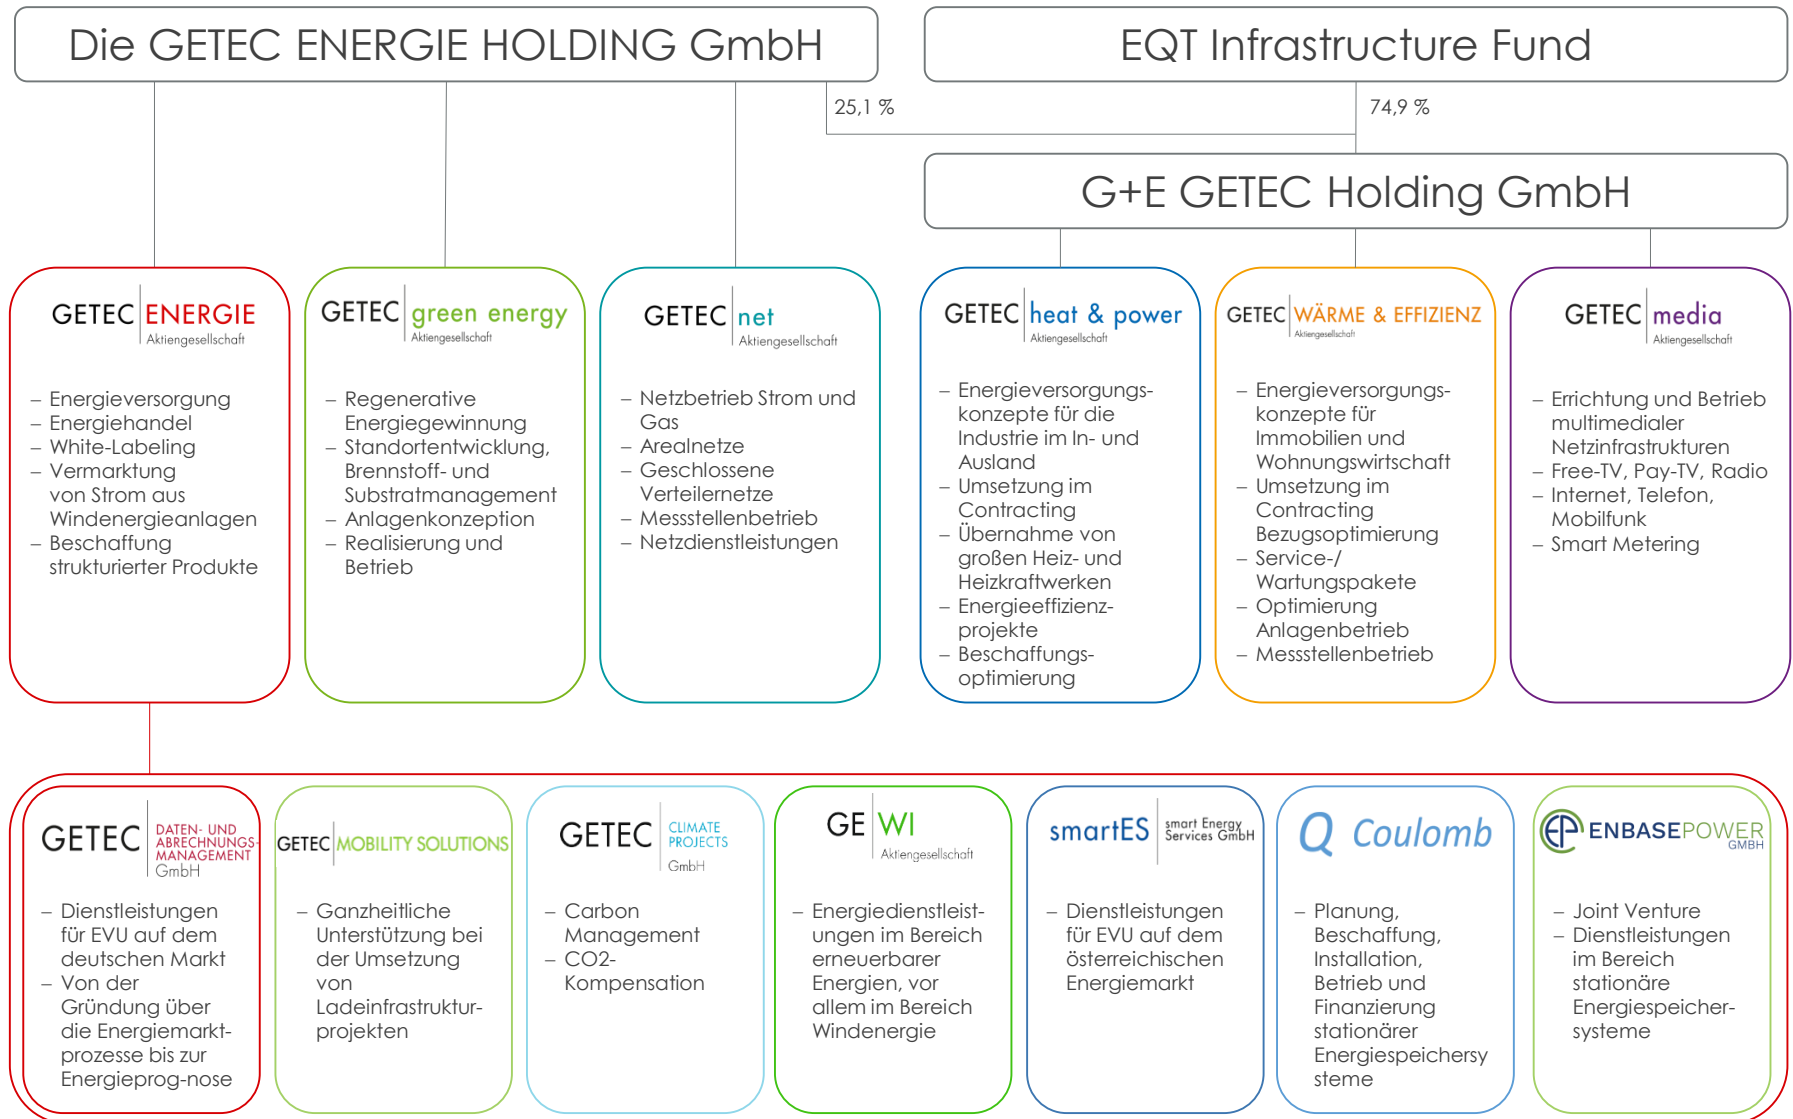 Die GETEC ENERGIE HOLDING GmbH
EQT Infrastructure Fund
25,1 %
74,9 %
G+E GETEC Holding GmbH
GETEC ENERGIE
Aktiengesellschaft
– Energieversorgung
– Energiehandel
– White-Labeling
– Vermarktung
von Strom aus
Windenergieanlagen
– Beschaffung
strukturierter Produkte
GETEC green energy
Aktiengesellschaft
– Regenerative
Energiegewinnung
– Standortentwicklung,
Brennstoff- und
Substratmanagement
– Anlagenkonzeption
– Realisierung und
Betrieb
GETEC net
Aktiengesellschaft
– Netzbetrieb Strom und
Gas
– Arealnetze
– Geschlossene
Verteilernetze
– Messstellenbetrieb
– Netzdienstleistungen
GETEC heat & power
Aktiengesellschaft
– Energieversorgungs-
konzepte für die
Industrie im In- und
Ausland
– Umsetzung im
Contracting
– Übernahme von
großen Heiz- und
Heizkraftwerken
– Energieeffizienz-
projekte
– Beschaffungs-
optimierung
GETEC WÄRME & EFFIZIENZ
Aktiengesellschaft
– Energieversorgungs-
konzepte für
Immobilien und
Wohnungswirtschaft
– Umsetzung im
Contracting
Bezugsoptimierung
– Service-/
Wartungspakete
– Optimierung
Anlagenbetrieb
– Messstellenbetrieb
GETEC media
Aktiengesellschaft
– Errichtung und Betrieb
multimedialer
Netzinfrastrukturen
– Free-TV, Pay-TV, Radio
– Internet, Telefon,
Mobilfunk
– Smart Metering
GETEC DATEN- UND
ABRECHNUNGS-
MANAGEMENT
GmbH
– Dienstleistungen
für EVU auf dem
deutschen Markt
– Von der
Gründung über
die Energiemarkt-
prozesse bis zur
Energieprog-nose
GETEC MOBILITY SOLUTIONS
– Ganzheitliche
Unterstützung bei
der Umsetzung
von
Ladeinfrastruktur-
projekten
GETEC CLIMATE
PROJECTS
GmbH
– Carbon
Management
– CO2-
Kompensation
GE WI
Aktiengesellschaft
– Energiedienstleist-
ungen im Bereich
erneuerbarer
Energien, vor
allem im Bereich
Windenergie
smartES smart Energy
Services GmbH
– Dienstleistungen
für EVU auf dem
österreichischen
Energiemarkt
Q Coulomb
– Planung,
Beschaffung,
Installation,
Betrieb und
Finanzierung
stationärer
Energiespeichersy
steme
EP ENBASEPOWER
GMBH
– Joint Venture
– Dienstleistungen
im Bereich
stationäre
Energiespeicher-
systeme